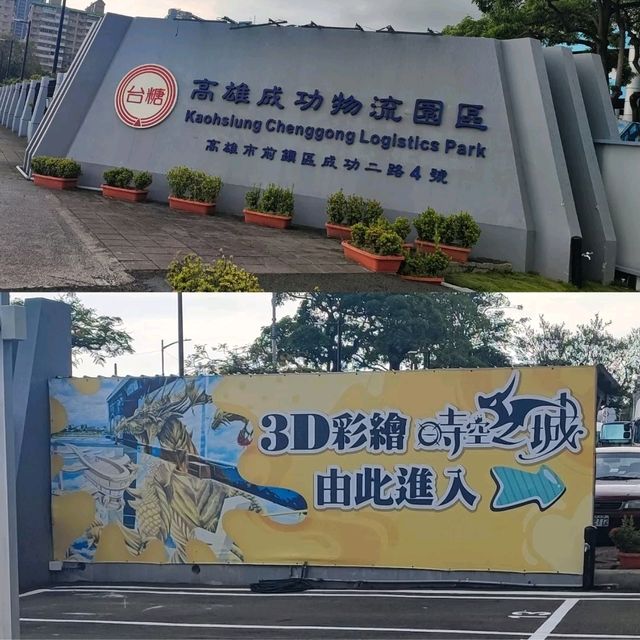 台糖
高雄成功物流園區
Kaohsiung Chenggong Logistics Park
高雄市前鎮區成功二路4號
3D彩繪時空之城
由此進入